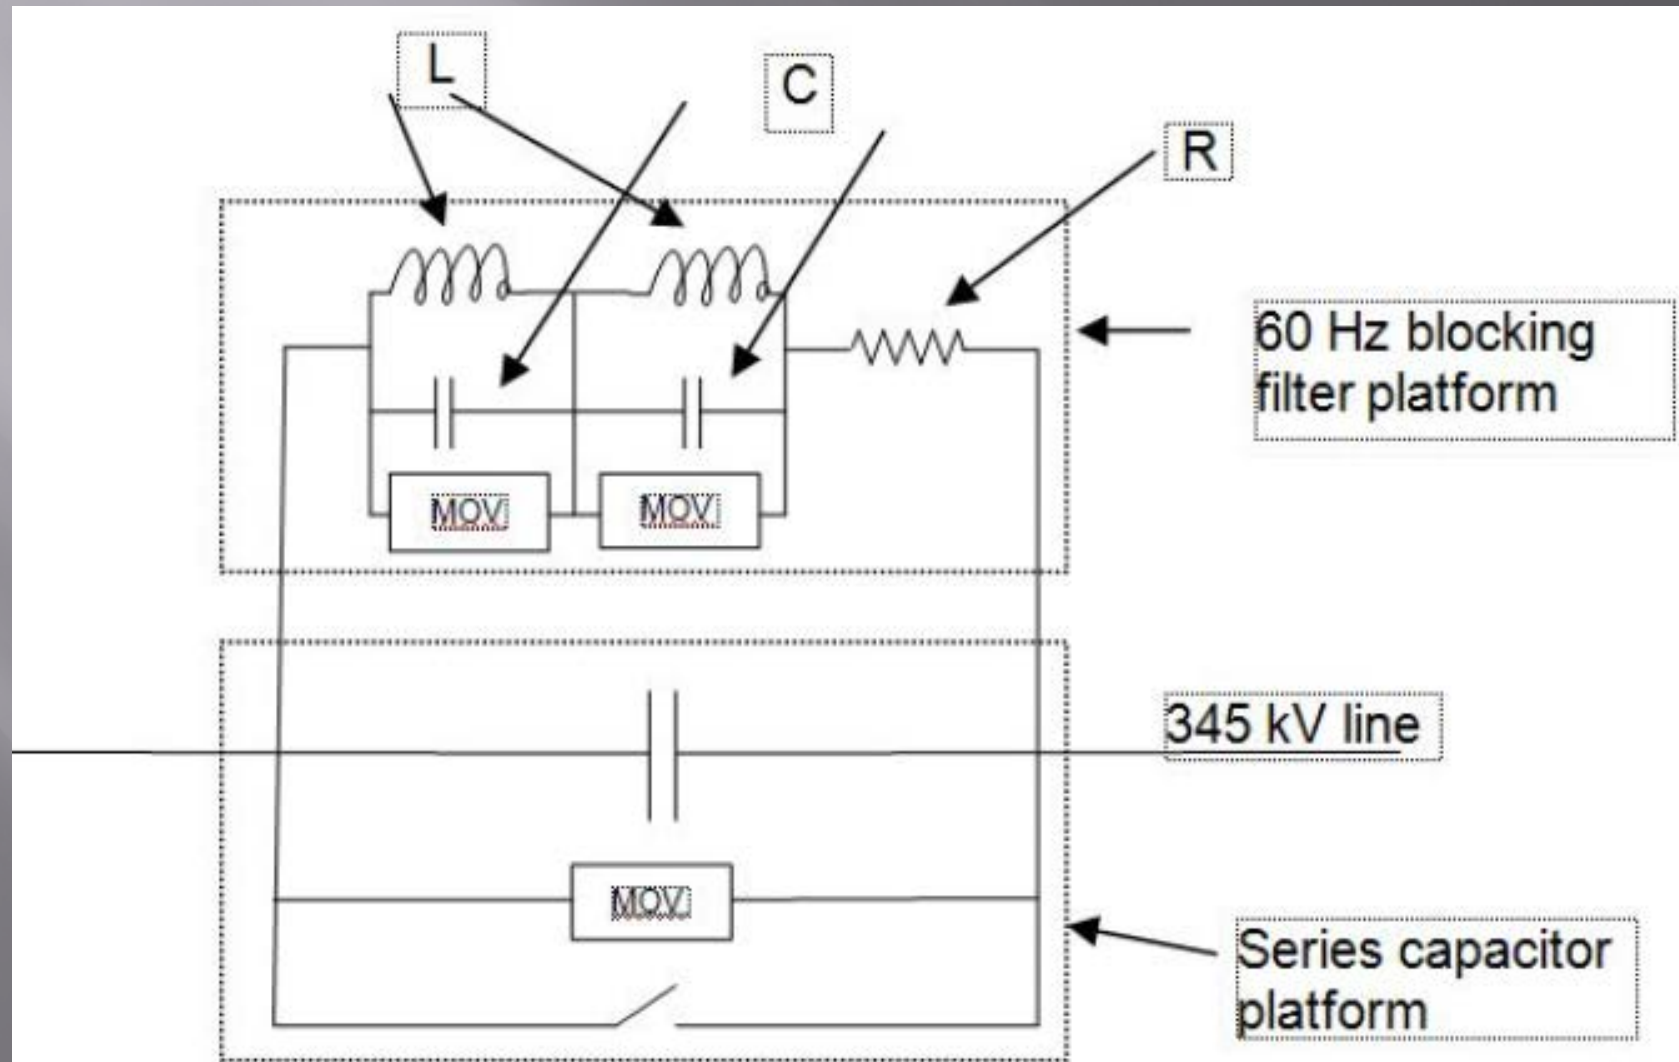 L
C
R
60 Hz blocking
filter platform
MOV
MOV
345 kV line
MOV
Series capacitor
platform